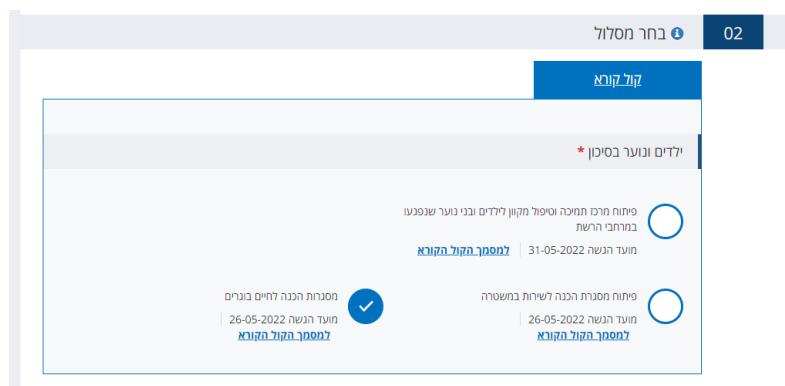 02 בחר מסלול
קול קורא
ילדים ונוער בסיכון *
פיתוח מרכז תמיכה וטיפול מקוון לילדים ובני נוער שנפגעו
במרחבי הרשת
מועד הגשה 31-05-2022 | למסמך הקול הקורא
פיתוח מסגרת הכנה לשירות במשטרה
מועד הגשה 26-05-2022 |
למסמך הקול הקורא
מסגרות הכנה לחיים בוגרים
מועד הגשה 26-05-2022 |
למסמך הקול הקורא